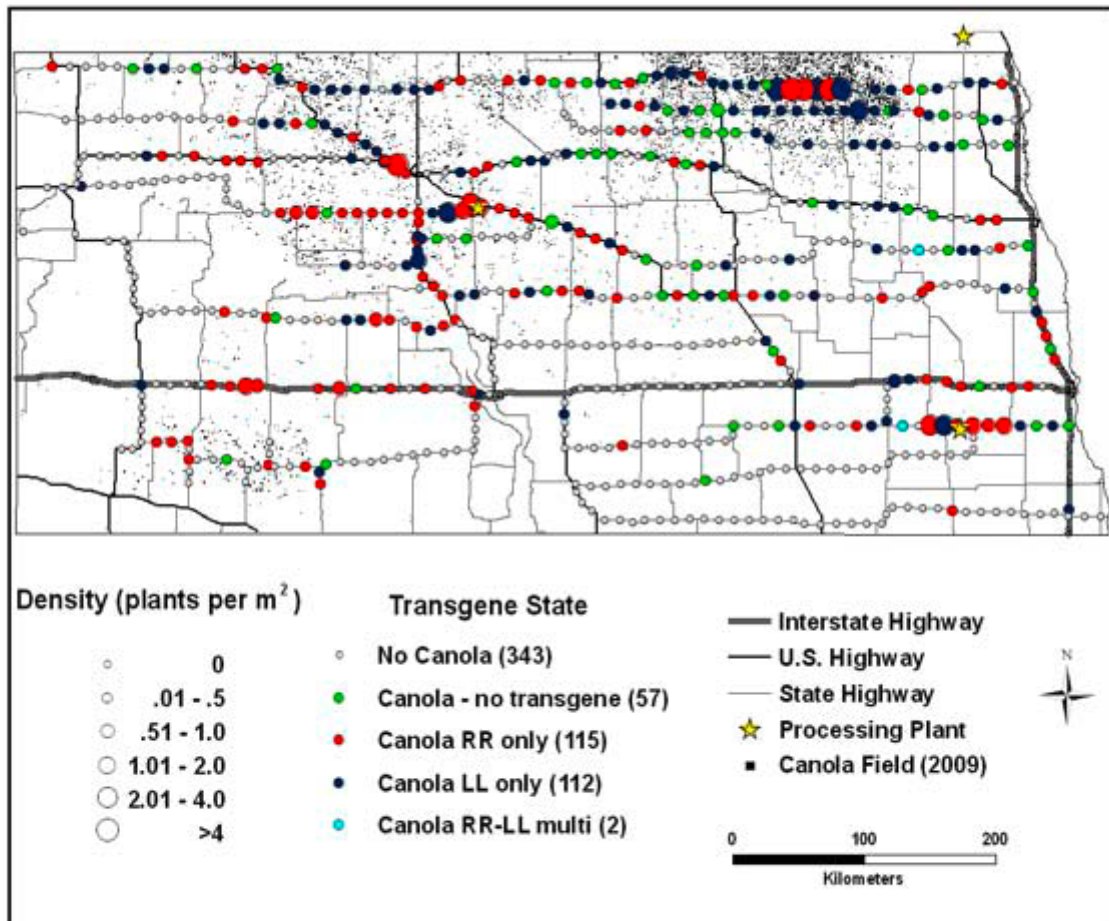 Density (plants per m²)
0
.01 - .5
.51 - 1.0
1.01 - 2.0
2.01 - 4.0
>4
Transgene State
No Canola (343)
Canola - no transgene (57)
Canola RR only (115)
Canola LL only (112)
Canola RR-LL multi (2)
Interstate Highway
U.S. Highway
State Highway
Processing Plant
Canola Field (2009)
N
0 100 200
Kilometers